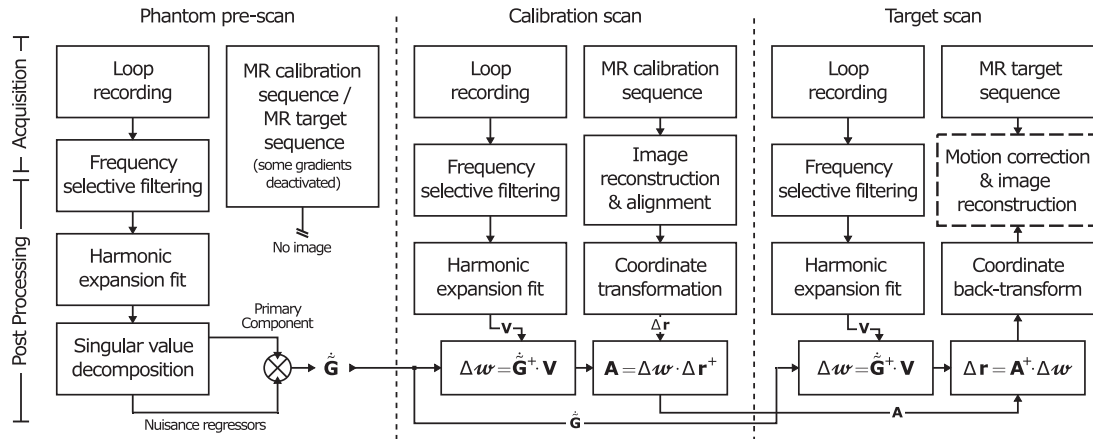 Phantom pre-scan
Calibration scan
Target scan
Acquisition
Post Processing
Loop
recording
MR calibration
sequence /
MR target
sequence
(some gradients
deactivated)
No image
Frequency
selective filtering
Harmonic
expansion fit
Singular value
decomposition
Primary
Component
Nuisance regressors
G̃̂
Loop
recording
Frequency
selective filtering
Harmonic
expansion fit
V
Δ𝓌 = G̃̂⁺· V
MR calibration
sequence
Image
reconstruction
& alignment
Coordinate
transformation
Δr
A = Δ𝓌 · Δr⁺
G̃̂
A
Loop
recording
Frequency
selective filtering
Harmonic
expansion fit
V
Δ𝓌 = G̃̂⁺· V
MR target
sequence
Motion correction
& image
reconstruction
Coordinate
back-transform
Δr = A⁺· Δ𝓌